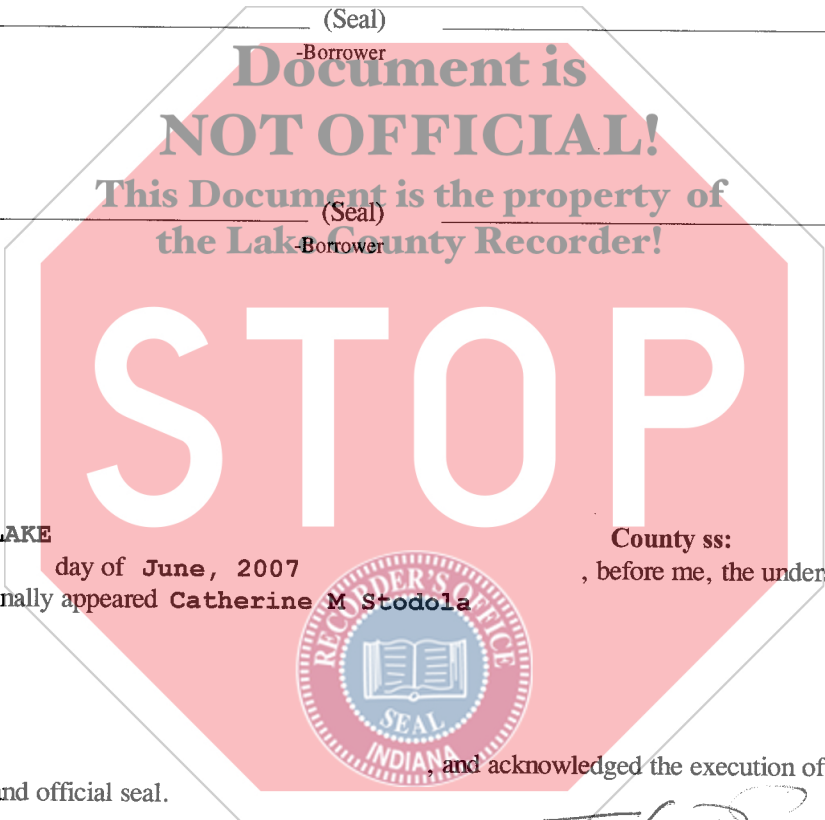 (Seal)
-Borrower
Document is
NOT OFFICIAL!
This Document is the property of
(Seal)
the Lake County Recorder!
-Borrower
STOP
LAKE
County ss:
day of June, 2007
, before me, the under
nally appeared Catherine M Stodola
RECORDER'S OFFICE
SEAL
INDIANA
, and acknowledged the execution of
nd official seal.